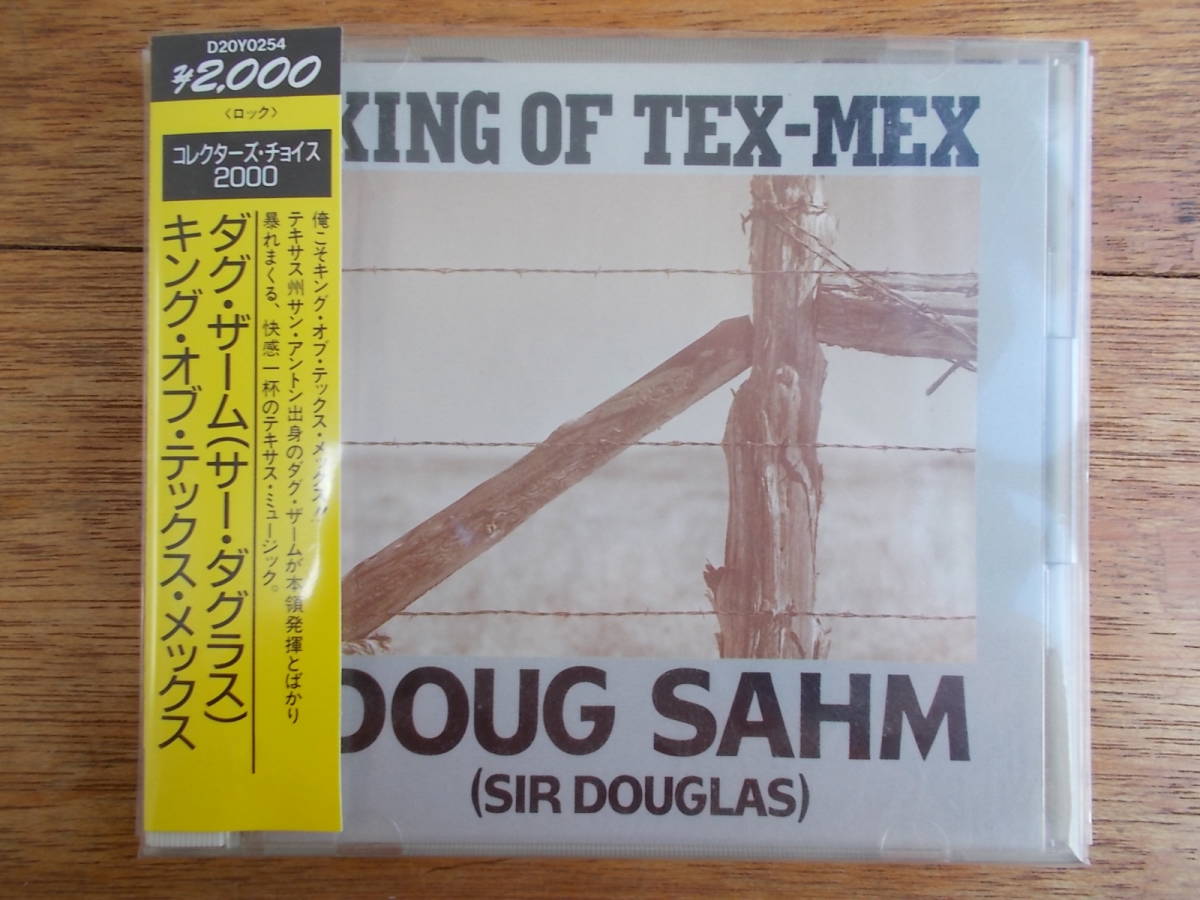 D20Y0254
¥2,000
〈ロック〉
コレクターズ・チョイス
2000
俺こそキング・オブ・テックス・メックス!!
テキサス州サン・アントン出身のダグ・ザームが本領発揮とばかり
暴れまくる、快感一杯のテキサス・ミュージック。
ダグ・ザーム(サー・ダグラス)
キング・オブ・テックス・メックス
KING OF TEX-MEX
DOUG SAHM
(SIR DOUGLAS)